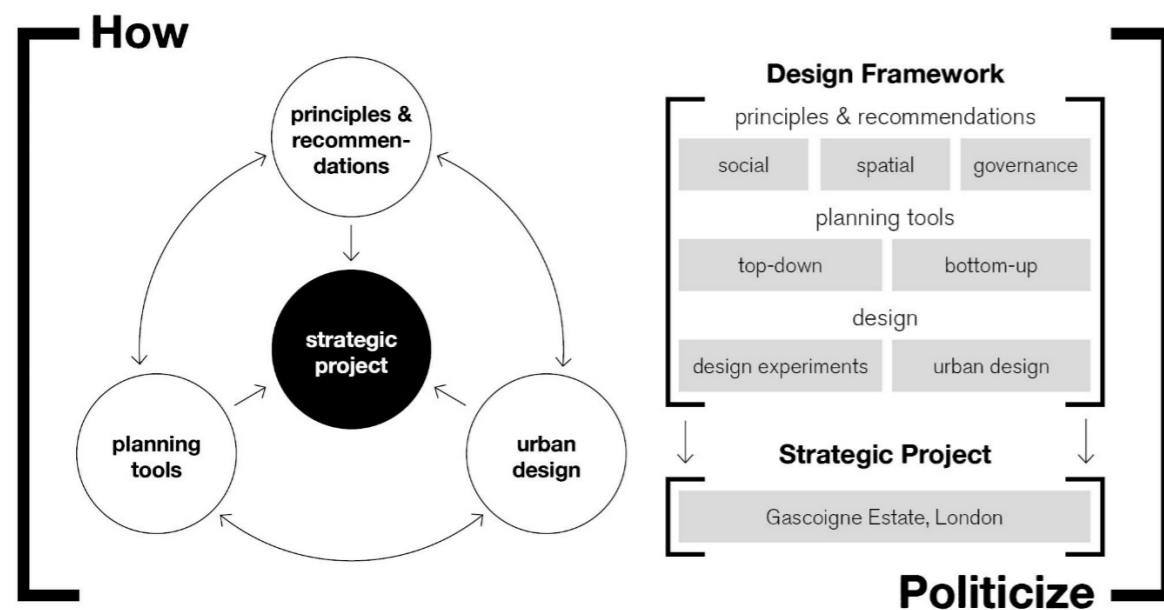 How
principles &
recommen-
dations
strategic
project
planning
tools
urban
design
Design Framework
principles & recommendations
social
spatial
governance
planning tools
top-down
bottom-up
design
design experiments
urban design
Strategic Project
Gascoigne Estate, London
Politicize